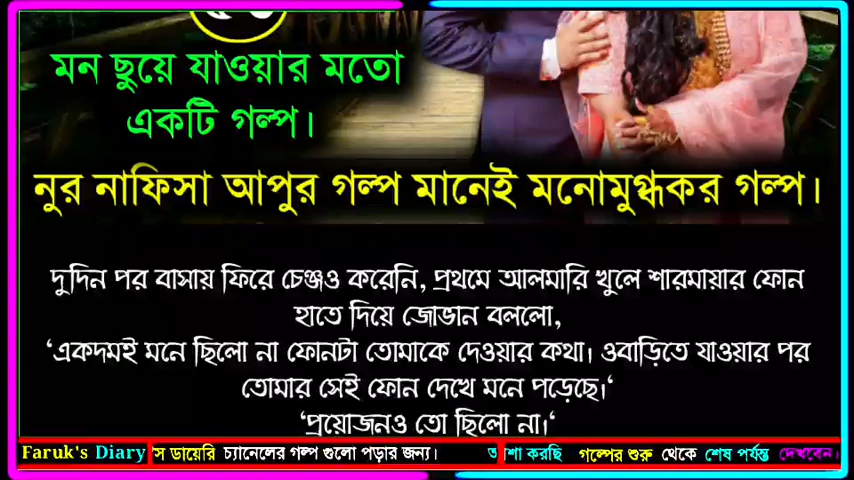 মন ছুয়ে যাওয়ার মতো
একটি গল্প।
নুর নাফিসা আপুর গল্প মানেই মনোমুগ্ধকর গল্প।
দুদিন পর বাসায় ফিরে চেঞ্জও করেনি, প্রথমে আলমারি খুলে শারমায়ার ফোন
হাতে দিয়ে জোভান বললো,
‘একদমই মনে ছিলো না ফোনটা তোমাকে দেওয়ার কথা। ওবাড়িতে যাওয়ার পর
তোমার সেই ফোন দেখে মনে পড়েছে।‘
‘প্রয়োজনও তো ছিলো না।‘
Faruk's Diary 'স ডায়েরি চ্যানেলের গল্প গুলো পড়ার জন্য। আশা করছি গল্পের শুরু থেকে শেষ পর্যন্ত দেখবেন।